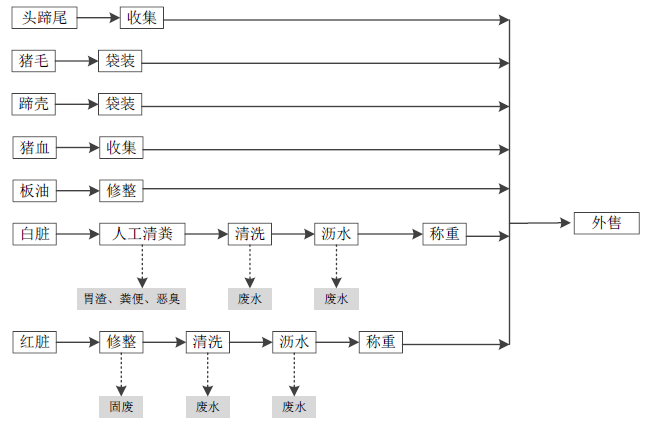 头蹄尾 收集
猪毛 袋装
蹄壳 袋装
猪血 收集
板油 修整
外售
白脏 人工清粪 清洗 沥水 称重
胃渣、粪便、恶臭 废水 废水
红脏 修整 清洗 沥水 称重
固废 废水 废水